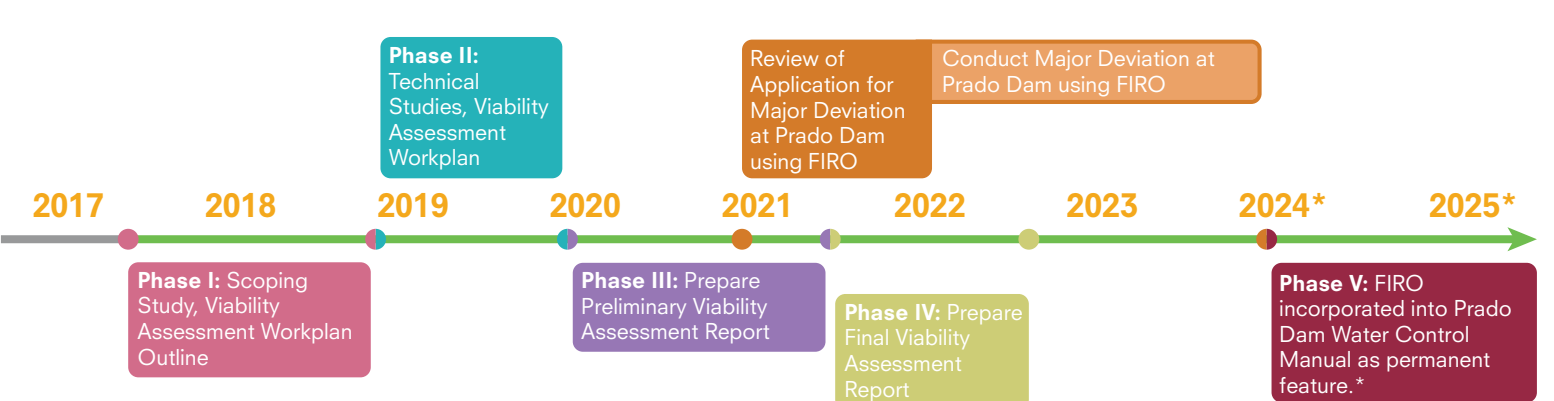 Phase II:
Technical
Studies, Viability
Assessment
Workplan
Review of
Application for
Major Deviation
at Prado Dam
using FIRO
Conduct Major Deviation at
Prado Dam using FIRO
2017 2018 2019 2020 2021 2022 2023 2024* 2025*
Phase I: Scoping
Study, Viability
Assessment Workplan
Outline
Phase III: Prepare
Preliminary Viability
Assessment Report
Phase IV: Prepare
Final Viability
Assessment
Report
Phase V: FIRO
incorporated into Prado
Dam Water Control
Manual as permanent
feature.*